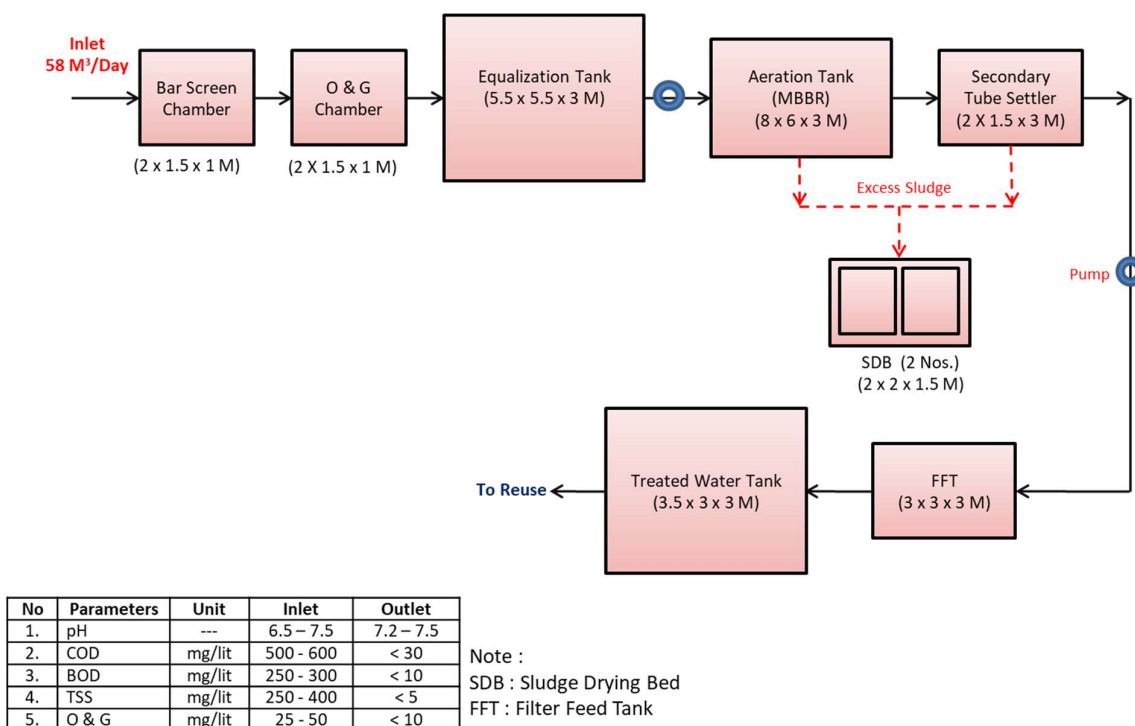 Inlet
58 M³/Day
Bar Screen
Chamber
(2 x 1.5 x 1 M)
O & G
Chamber
(2 X 1.5 x 1 M)
Equalization Tank
(5.5 x 5.5 x 3 M)
Aeration Tank
(MBBR)
(8 x 6 x 3 M)
Secondary
Tube Settler
(2 X 1.5 x 3 M)
Excess Sludge
Pump
SDB (2 Nos.)
(2 x 2 x 1.5 M)
To Reuse
Treated Water Tank
(3.5 x 3 x 3 M)
FFT
(3 x 3 x 3 M)
No Parameters Unit Inlet Outlet
1. pH --- 6.5 – 7.5 7.2 – 7.5
2. COD mg/lit 500 - 600 < 30
3. BOD mg/lit 250 - 300 < 10
4. TSS mg/lit 250 - 400 < 5
5. O & G mg/lit 25 - 50 < 10
Note :
SDB : Sludge Drying Bed
FFT : Filter Feed Tank